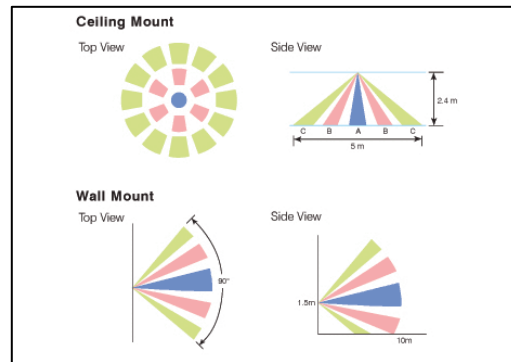 Ceiling Mount
Top View
Side View
2.4 m
C B A B C
5 m
Wall Mount
Top View
Side View
90°
1.5m
10m